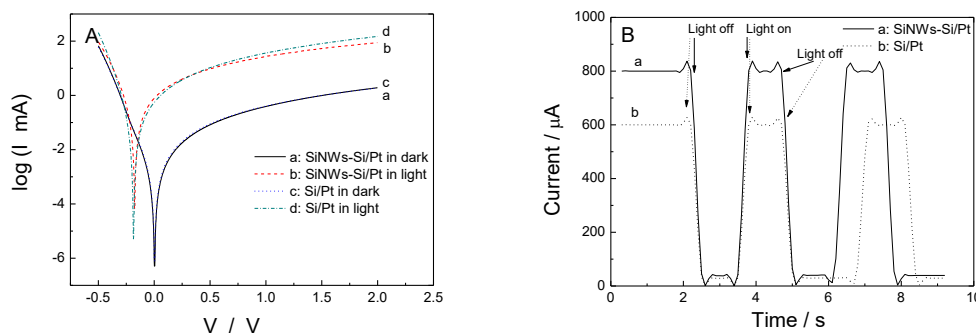 A
log (I mA)
2
0
-2
-4
-6
d
b
c
a
a: SiNWs-Si/Pt in dark
b: SiNWs-Si/Pt in light
c: Si/Pt in dark
d: Si/Pt in light
-0.5
0.0
0.5
1.0
1.5
2.0
2.5
V / V
B
Current / μA
1000
800
600
400
200
0
Light off
Light on
Light off
a: SiNWs-Si/Pt
b: Si/Pt
a
b
0
2
4
6
8
10
Time / s